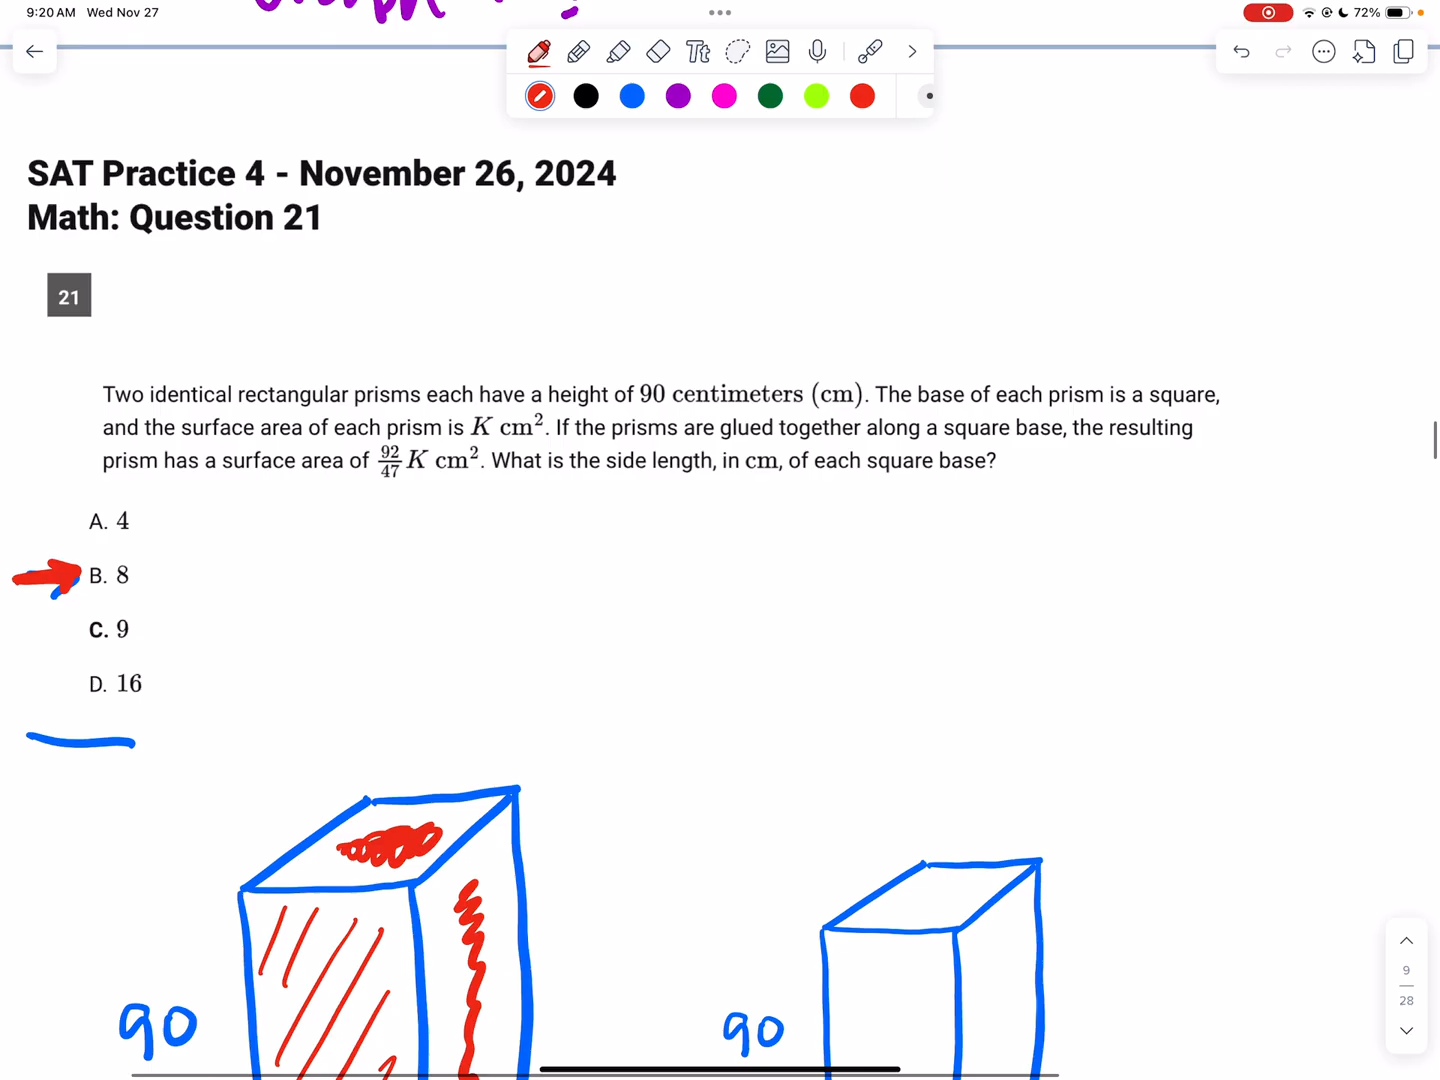 9:20 AM Wed Nov 27
72%
Tt
SAT Practice 4 - November 26, 2024
Math: Question 21
21
Two identical rectangular prisms each have a height of 90 centimeters (cm). The base of each prism is a square,
and the surface area of each prism is K cm². If the prisms are glued together along a square base, the resulting
prism has a surface area of 92/47 K cm². What is the side length, in cm, of each square base?
A. 4
B. 8
C. 9
D. 16
90
90
9
28